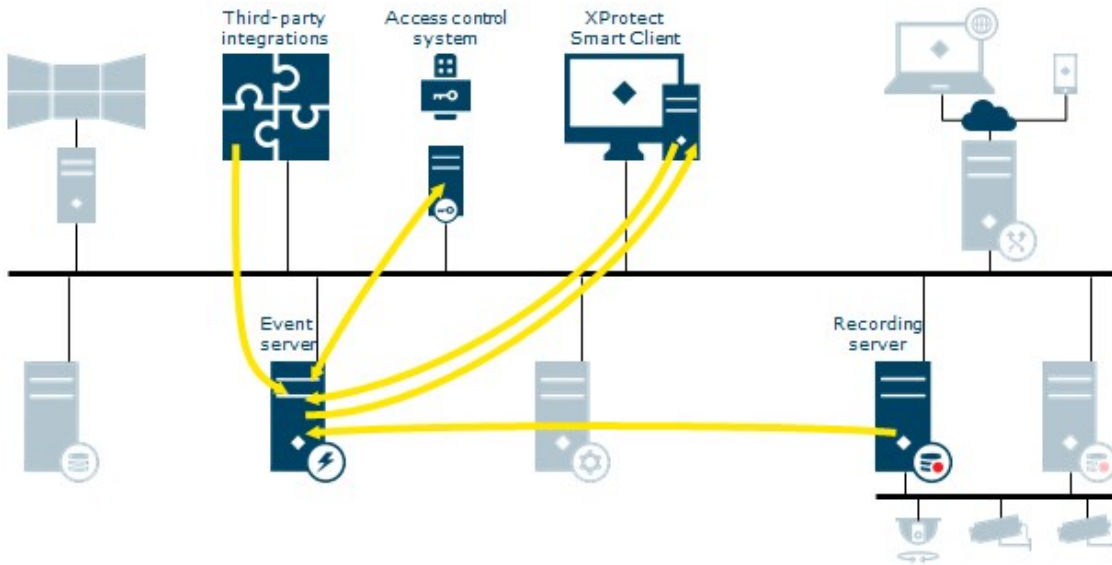 Third-party
integrations
Access control
system
XProtect
Smart Client
Event
server
Recording
server